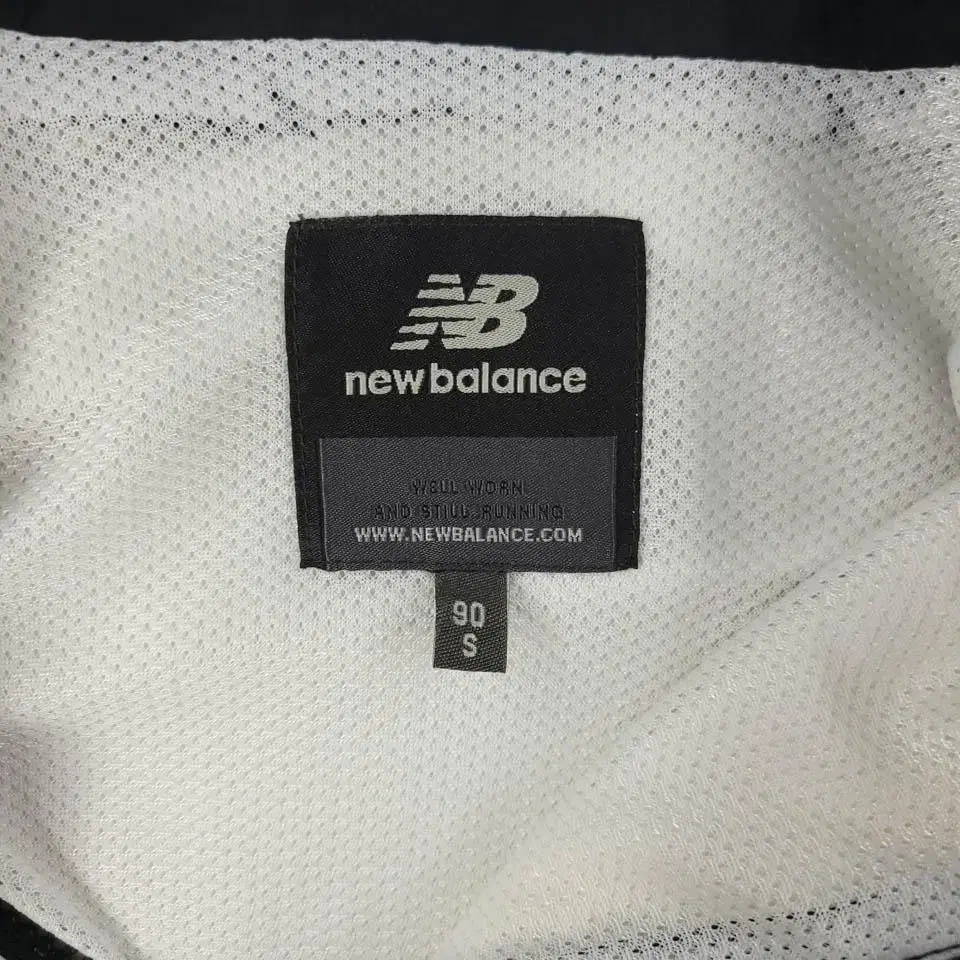 NB
new balance
WELL WORN
AND STILL RUNNING
WWW.NEWBALANCE.COM
90
S